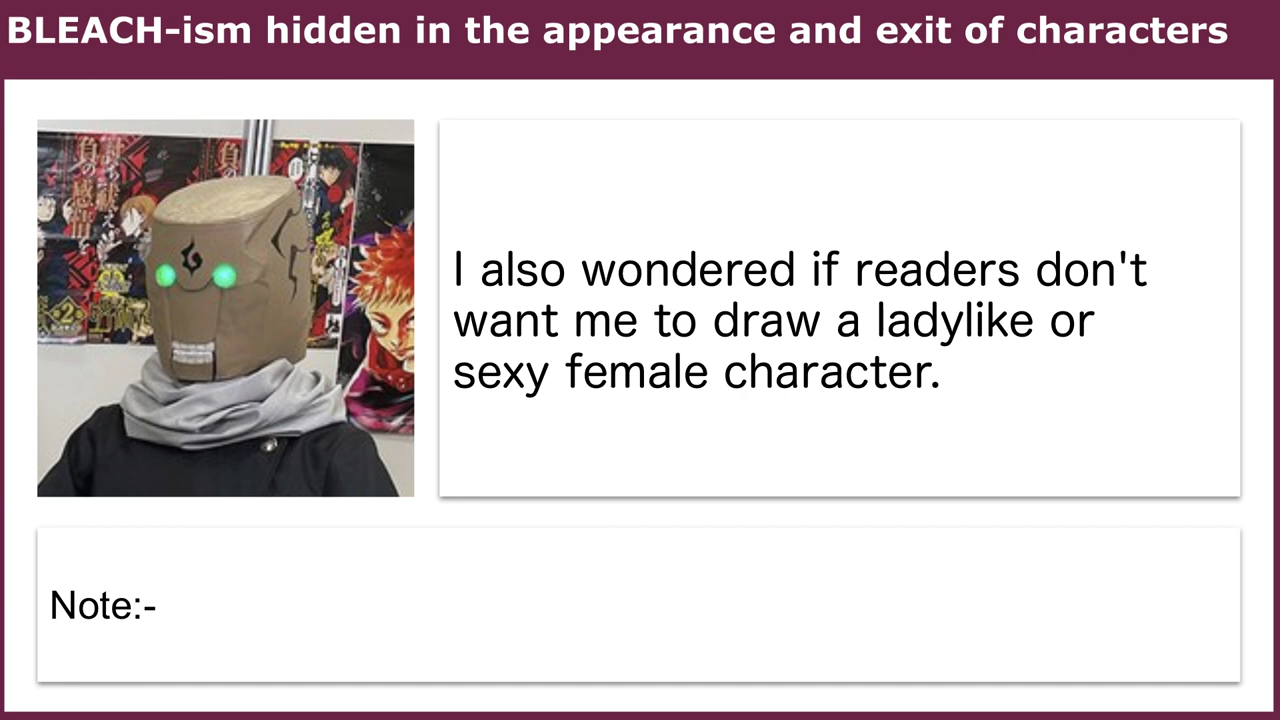 BLEACH-ism hidden in the appearance and exit of characters
I also wondered if readers don't
want me to draw a ladylike or
sexy female character.
Note:-